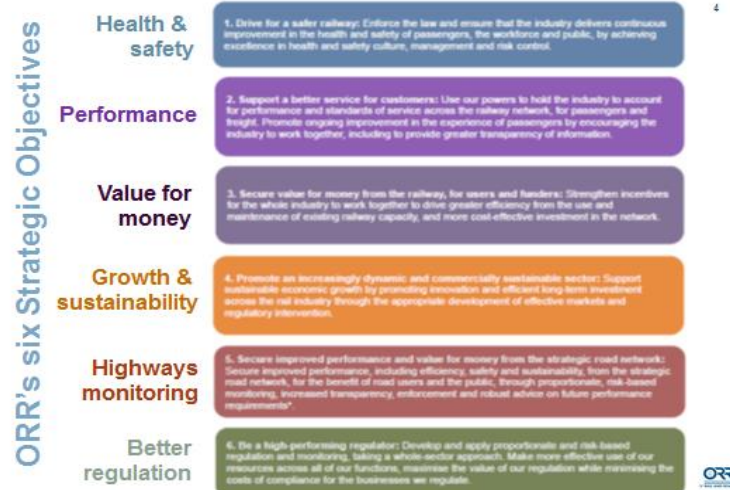 4
ORR's six Strategic Objectives
Health &
safety
1. Drive for a safer railway: Enforce the law and ensure that the industry delivers continuous
improvement in the health and safety of passengers, the workforce and public, by achieving
excellence in health and safety culture, management and risk control.
Performance
2. Support a better service for customers: Use our powers to hold the industry to account
for performance and standards of service across the railway network, for passengers and
freight. Promote ongoing improvement in the experience of passengers by encouraging the
industry to work together, including to provide greater transparency of information.
Value for
money
3. Secure value for money from the railway, for users and funders: Strengthen incentives
for the whole industry to work together to drive greater efficiency from the use and
maintenance of existing railway capacity, and more cost-effective investment in the network.
Growth &
sustainability
4. Promote an increasingly dynamic and commercially sustainable sector: Support
sustainable economic growth by promoting innovation and efficient long-term investment
across the rail industry through the appropriate development of effective markets and
regulatory intervention.
Highways
monitoring
5. Secure improved performance and value for money from the strategic road network:
Secure improved performance, including efficiency, safety and sustainability, from the strategic
road network, for the benefit of road users and the public, through proportionate, risk-based
monitoring, increased transparency, enforcement and robust advice on future performance
requirements".
Better
regulation
6. Be a high-performing regulator: Develop and apply proportionate and risk-based
regulation and monitoring, taking a whole-sector approach. Make more effective use of our
resources across all of our functions, maximise the value of our regulation while minimising the
costs of compliance for the businesses we regulate.
ORR